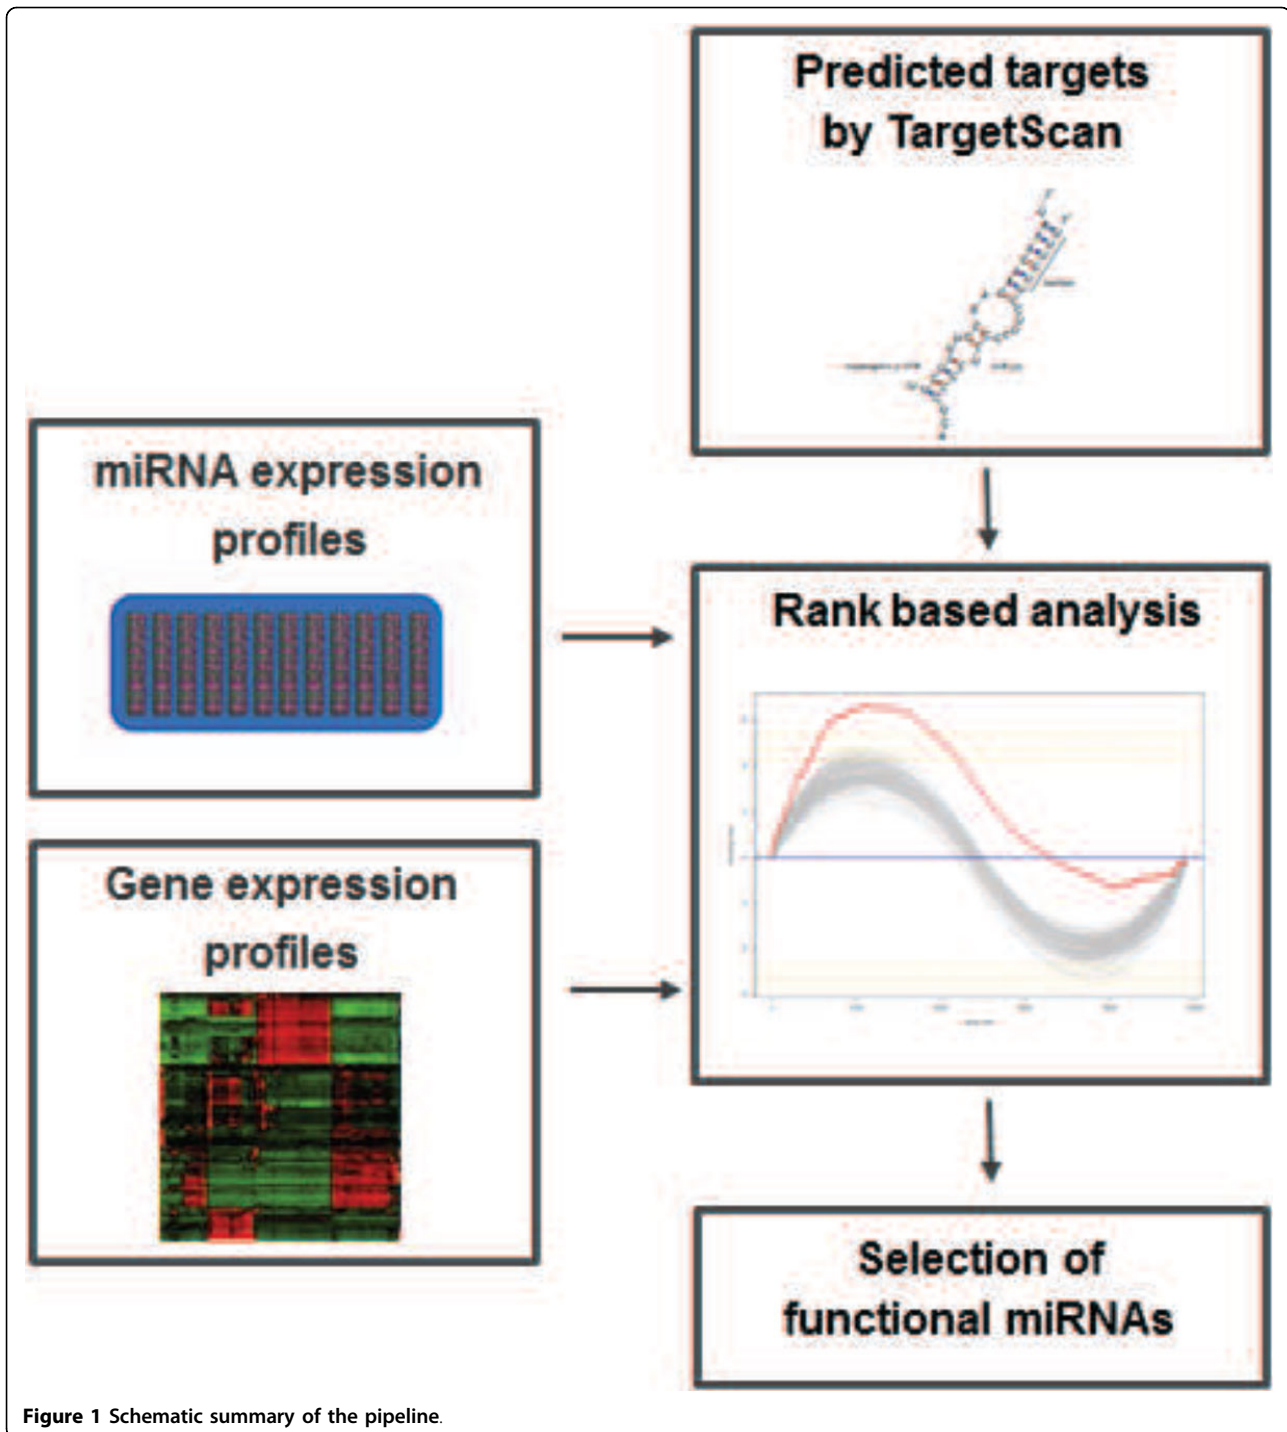 Predicted targets
by TargetScan
miRNA expression
profiles
Rank based analysis
Gene expression
profiles
Selection of
functional miRNAs
Figure 1 Schematic summary of the pipeline.